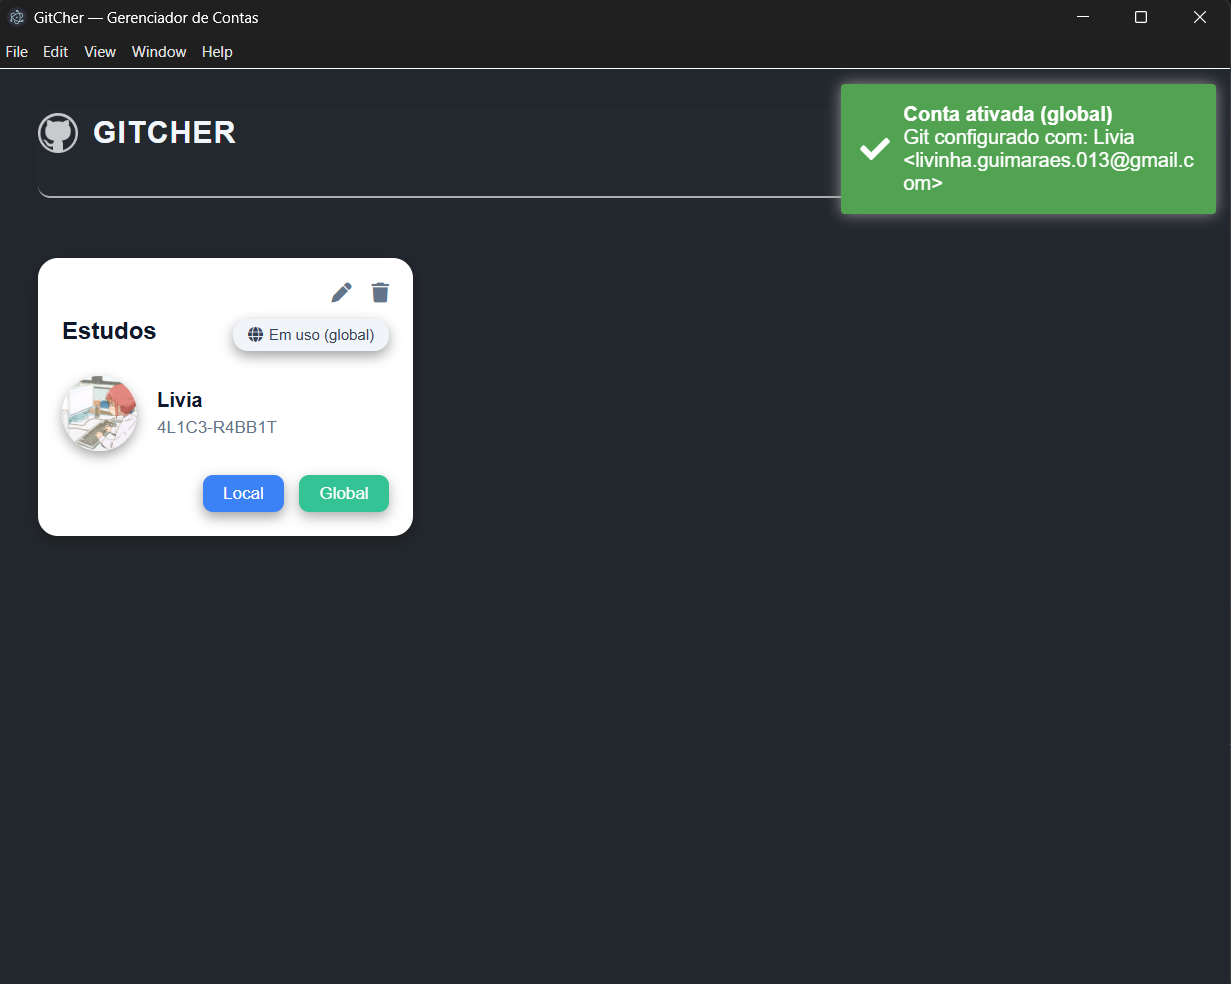 GitCher — Gerenciador de Contas
File Edit View Window Help
GITCHER
Conta ativada (global)
Git configurado com: Livia
<livinha.guimaraes.013@gmail.c
om>
Estudos
Em uso (global)
Livia
4L1C3-R4BB1T
Local
Global